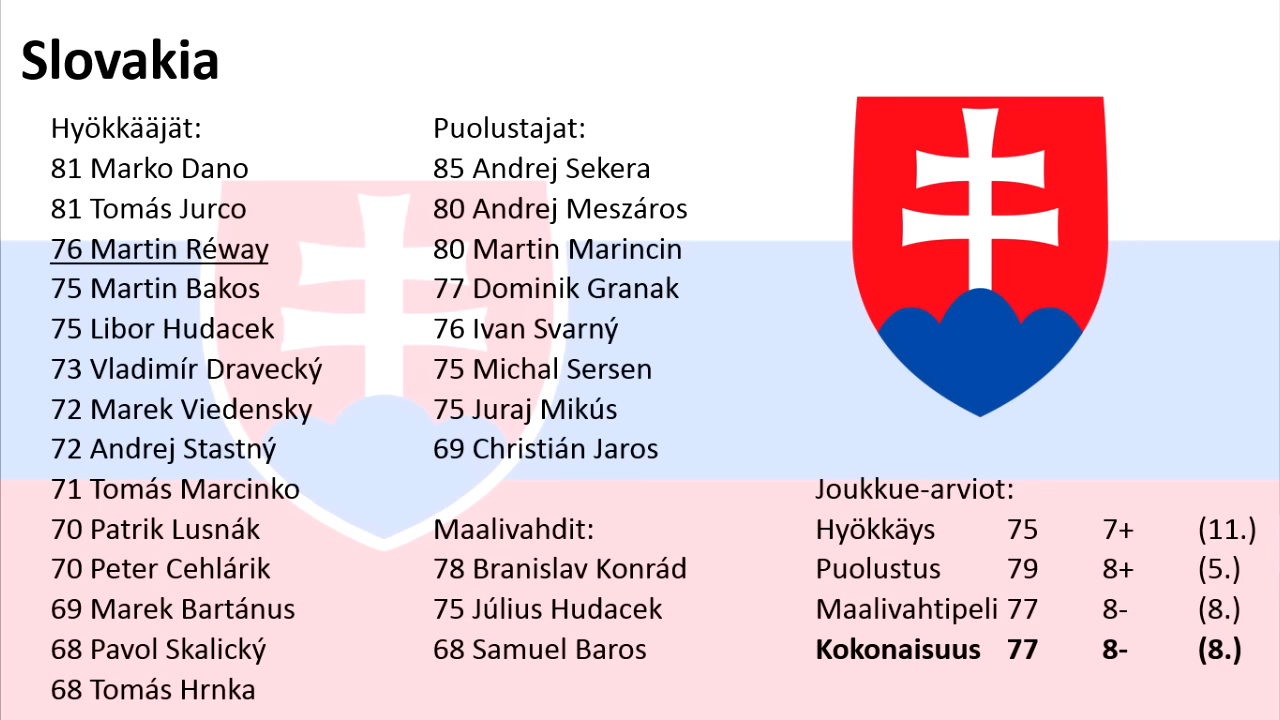 Slovakia
Hyökkääjät:
81 Marko Dano
81 Tomás Jurco
76 Martin Réway
75 Martin Bakos
75 Libor Hudacek
73 Vladimír Dravecký
72 Marek Viedensky
72 Andrej Stastný
71 Tomás Marcinko
70 Patrik Lusnák
70 Peter Cehlárik
69 Marek Bartánus
68 Pavol Skalický
68 Tomás Hrnka
Puolustajat:
85 Andrej Sekera
80 Andrej Meszáros
80 Martin Marincin
77 Dominik Granak
76 Ivan Svarný
75 Michal Sersen
75 Juraj Mikús
69 Christián Jaros
Maalivahdit:
78 Branislav Konrád
75 Július Hudacek
68 Samuel Baros
Joukkue-arviot:
Hyökkäys 75 7+ (11.)
Puolustus 79 8+ (5.)
Maalivahtipeli 77 8- (8.)
Kokonaisuus 77 8- (8.)